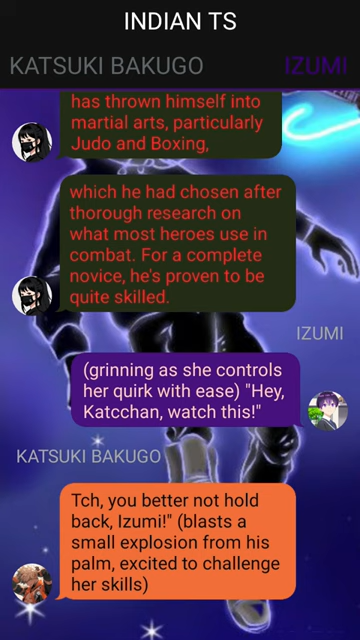 INDIAN TS
KATSUKI BAKUGO IZUMI
has thrown himself into
martial arts, particularly
Judo and Boxing,
which he had chosen after
thorough research on
what most heroes use in
combat. For a complete
novice, he's proven to be
quite skilled.
IZUMI
(grinning as she controls
her quirk with ease) "Hey,
Katcchan, watch this!"
KATSUKI BAKUGO
Tch, you better not hold
back, Izumi!" (blasts a
small explosion from his
palm, excited to challenge
her skills)